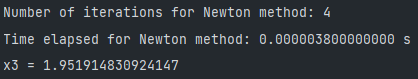 Number of iterations for Newton method: 4
Time elapsed for Newton method: 0.000003800000000 s
x3 = 1.951914830924147